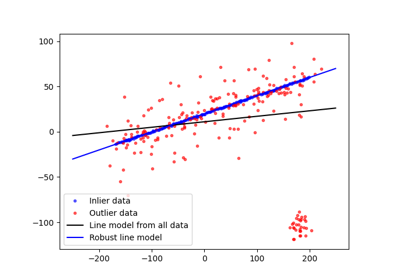 100
50
0
−50
−100
Inlier data
Outlier data
Line model from all data
Robust line model
−200
−100
0
100
200